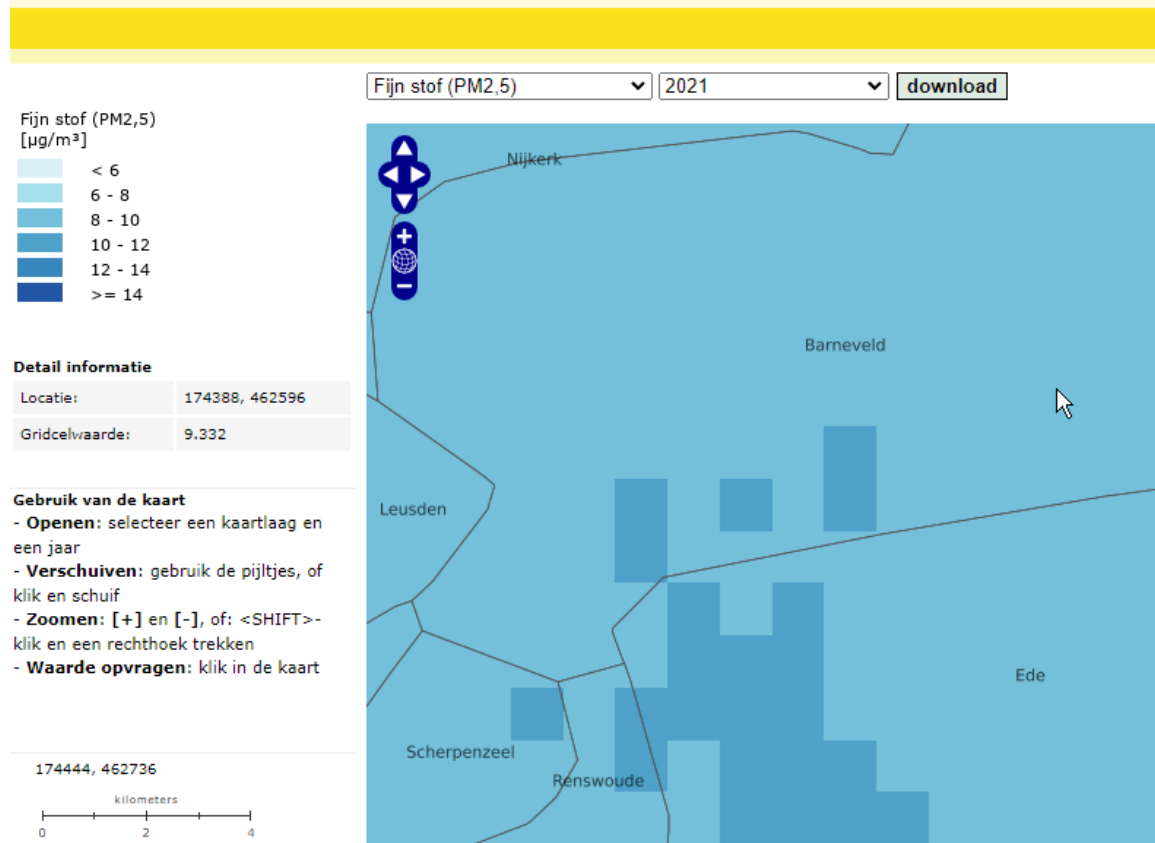 Fijn stof (PM2,5)
2021
download
Fijn stof (PM2,5)
[µg/m³]
< 6
6 - 8
8 - 10
10 - 12
12 - 14
>= 14
Detail informatie
Locatie: 174388, 462596
Gridcelwaarde: 9.332
Gebruik van de kaart
- Openen: selecteer een kaartlaag en
een jaar
- Verschuiven: gebruik de pijltjes, of
klik en schuif
- Zoomen: [+] en [-], of: <SHIFT>-
klik en een rechthoek trekken
- Waarde opvragen: klik in de kaart
174444, 462736
kilometers
0 2 4
Nijkerk
Barneveld
Leusden
Ede
Scherpenzeel
Renswoude